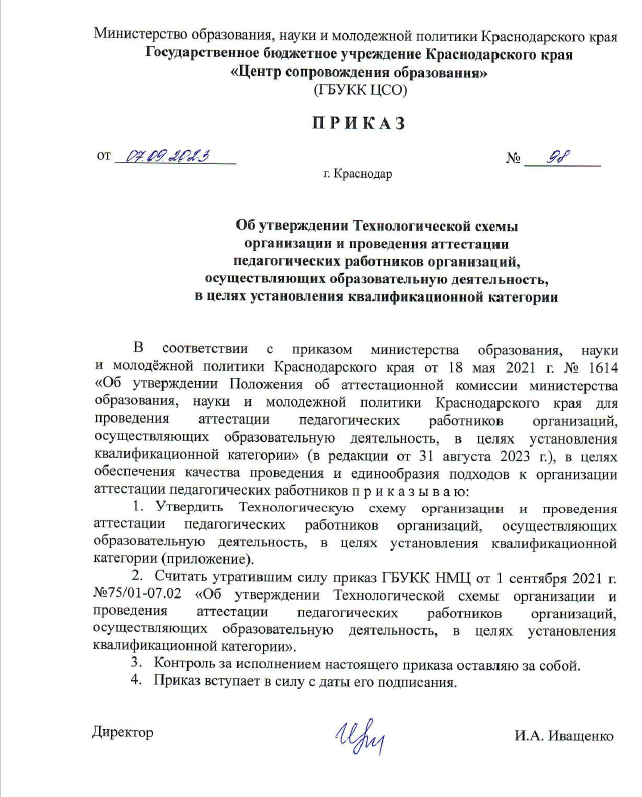 Министерство образования, науки и молодежной политики Краснодарского края
Государственное бюджетное учреждение Краснодарского края
«Центр сопровождения образования»
(ГБУКК ЦСО)
П Р И К А З
от 07.09.2023 № 98
г. Краснодар
Об утверждении Технологической схемы
организации и проведения аттестации
педагогических работников организаций,
осуществляющих образовательную деятельность,
в целях установления квалификационной категории
В соответствии с приказом министерства образования, науки
и молодёжной политики Краснодарского края от 18 мая 2021 г. № 1614
«Об утверждении Положения об аттестационной комиссии министерства
образования, науки и молодежной политики Краснодарского края для
проведения аттестации педагогических работников организаций,
осуществляющих образовательную деятельность, в целях установления
квалификационной категории» (в редакции от 31 августа 2023 г.), в целях
обеспечения качества проведения и единообразия подходов к организации
аттестации педагогических работников п р и к а з ы в а ю:
1. Утвердить Технологическую схему организации и проведения
аттестации педагогических работников организаций, осуществляющих
образовательную деятельность, в целях установления квалификационной
категории (приложение).
2. Считать утратившим силу приказ ГБУКК НМЦ от 1 сентября 2021 г.
№75/01-07.02 «Об утверждении Технологической схемы организации и
проведения аттестации педагогических работников организаций,
осуществляющих образовательную деятельность, в целях установления
квалификационной категории».
3. Контроль за исполнением настоящего приказа оставляю за собой.
4. Приказ вступает в силу с даты его подписания.
Директор И.А. Иващенко